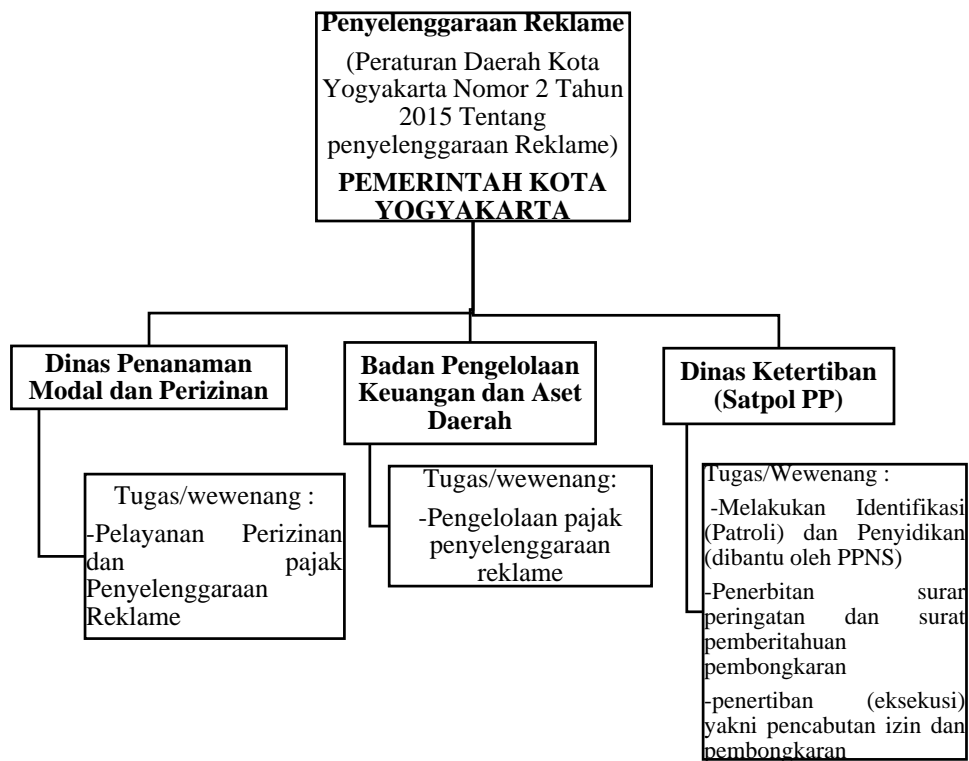 Penyelenggaraan Reklame
(Peraturan Daerah Kota
Yogyakarta Nomor 2 Tahun
2015 Tentang
penyelenggaraan Reklame)
PEMERINTAH KOTA
YOGYAKARTA
Dinas Penanaman
Modal dan Perizinan
Tugas/wewenang :
-Pelayanan Perizinan
dan pajak
Penyelenggaraan
Reklame
Badan Pengelolaan
Keuangan dan Aset
Daerah
Tugas/wewenang:
-Pengelolaan pajak
penyelenggaraan
reklame
Dinas Ketertiban
(Satpol PP)
Tugas/Wewenang :
-Melakukan Identifikasi
(Patroli) dan Penyidikan
(dibantu oleh PPNS)
-Penerbitan surar
peringatan dan surat
pemberitahuan
pembongkaran
-penertiban (eksekusi)
yakni pencabutan izin dan
pembongkaran